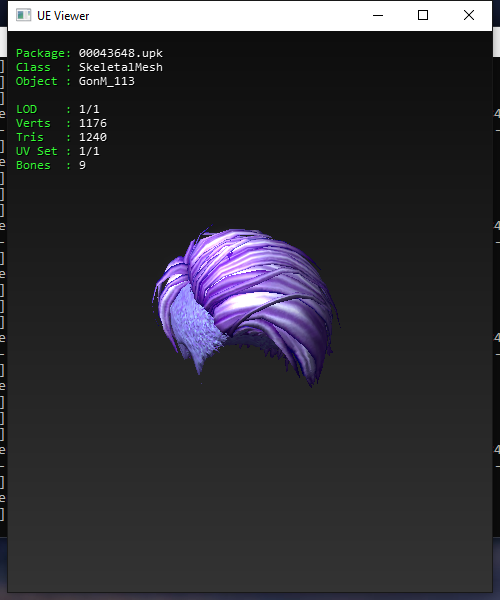 UE Viewer
Package: 00043648.upk
Class : SkeletalMesh
Object : GonM_113
LOD : 1/1
Verts : 1176
Tris : 1240
UV Set : 1/1
Bones : 9